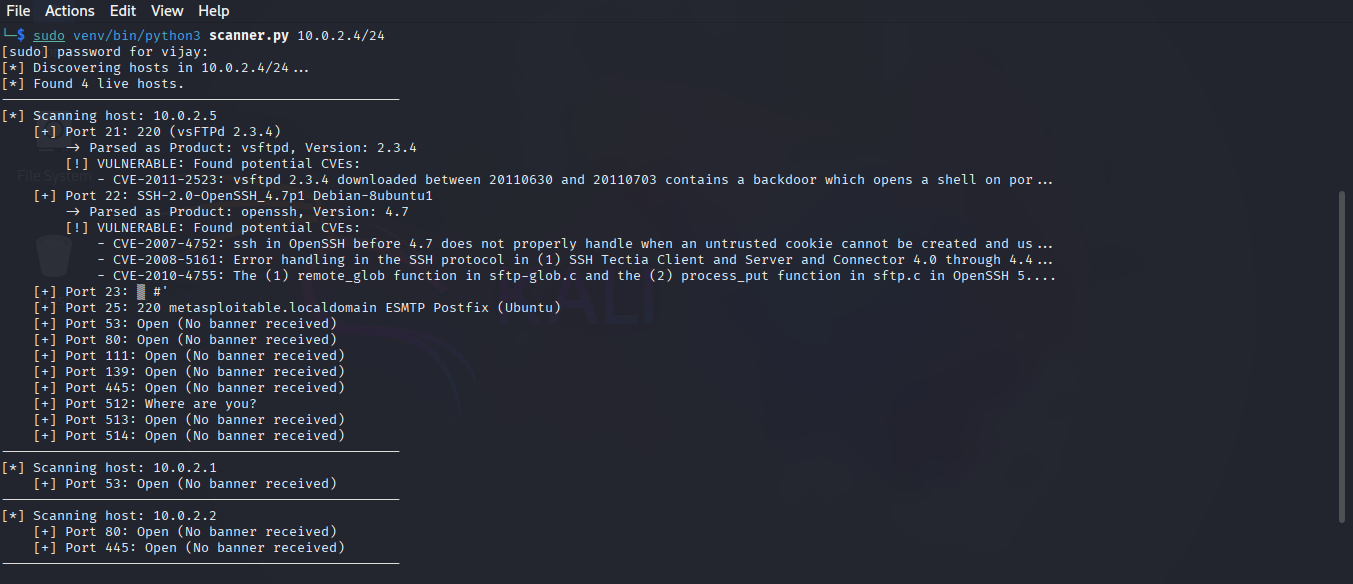 File Actions Edit View Help
└─$ sudo venv/bin/python3 scanner.py 10.0.2.4/24
[sudo] password for vijay:
[*] Discovering hosts in 10.0.2.4/24...
[*] Found 4 live hosts.
[*] Scanning host: 10.0.2.5
[+] Port 21: 220 (vsFTPd 2.3.4)
→ Parsed as Product: vsftpd, Version: 2.3.4
[!] VULNERABLE: Found potential CVEs:
- CVE-2011-2523: vsftpd 2.3.4 downloaded between 20110630 and 20110703 contains a backdoor which opens a shell on por...
[+] Port 22: SSH-2.0-OpenSSH_4.7p1 Debian-8ubuntu1
→ Parsed as Product: openssh, Version: 4.7
[!] VULNERABLE: Found potential CVEs:
- CVE-2007-4752: ssh in OpenSSH before 4.7 does not properly handle when an untrusted cookie cannot be created and us...
- CVE-2008-5161: Error handling in the SSH protocol in (1) SSH Tectia Client and Server and Connector 4.0 through 4.4...
- CVE-2010-4755: The (1) remote_glob function in sftp-glob.c and the (2) process_put function in sftp.c in OpenSSH 5....
[+] Port 23: ▒ #'
[+] Port 25: 220 metasploitable.localdomain ESMTP Postfix (Ubuntu)
[+] Port 53: Open (No banner received)
[+] Port 80: Open (No banner received)
[+] Port 111: Open (No banner received)
[+] Port 139: Open (No banner received)
[+] Port 445: Open (No banner received)
[+] Port 512: Where are you?
[+] Port 513: Open (No banner received)
[+] Port 514: Open (No banner received)
[*] Scanning host: 10.0.2.1
[+] Port 53: Open (No banner received)
[*] Scanning host: 10.0.2.2
[+] Port 80: Open (No banner received)
[+] Port 445: Open (No banner received)
File System
KALI